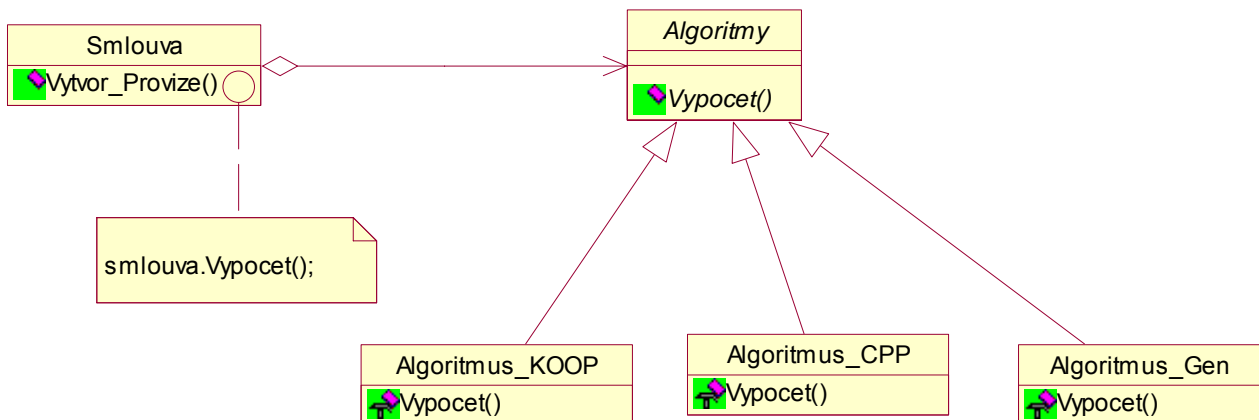 Smlouva
Vytvor_Provize()
Algoritmy
Vypocet()
smlouva.Vypocet();
Algoritmus_KOOP
Vypocet()
Algoritmus_CPP
Vypocet()
Algoritmus_Gen
Vypocet()